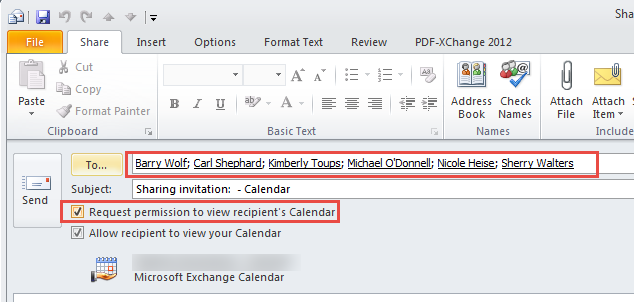 Sha
File Share Insert Options Format Text Review PDF-XChange 2012
Paste
Cut
Copy
Format Painter
Clipboard
A A
B I U ab A
Basic Text
Address Book
Check Names
Names
Attach File
Attach Item
Include
Send
To... Barry Wolf; Carl Shephard; Kimberly Toups; Michael O'Donnell; Nicole Heise; Sherry Walters
Subject: Sharing invitation: - Calendar
Request permission to view recipient's Calendar
Allow recipient to view your Calendar
Microsoft Exchange Calendar